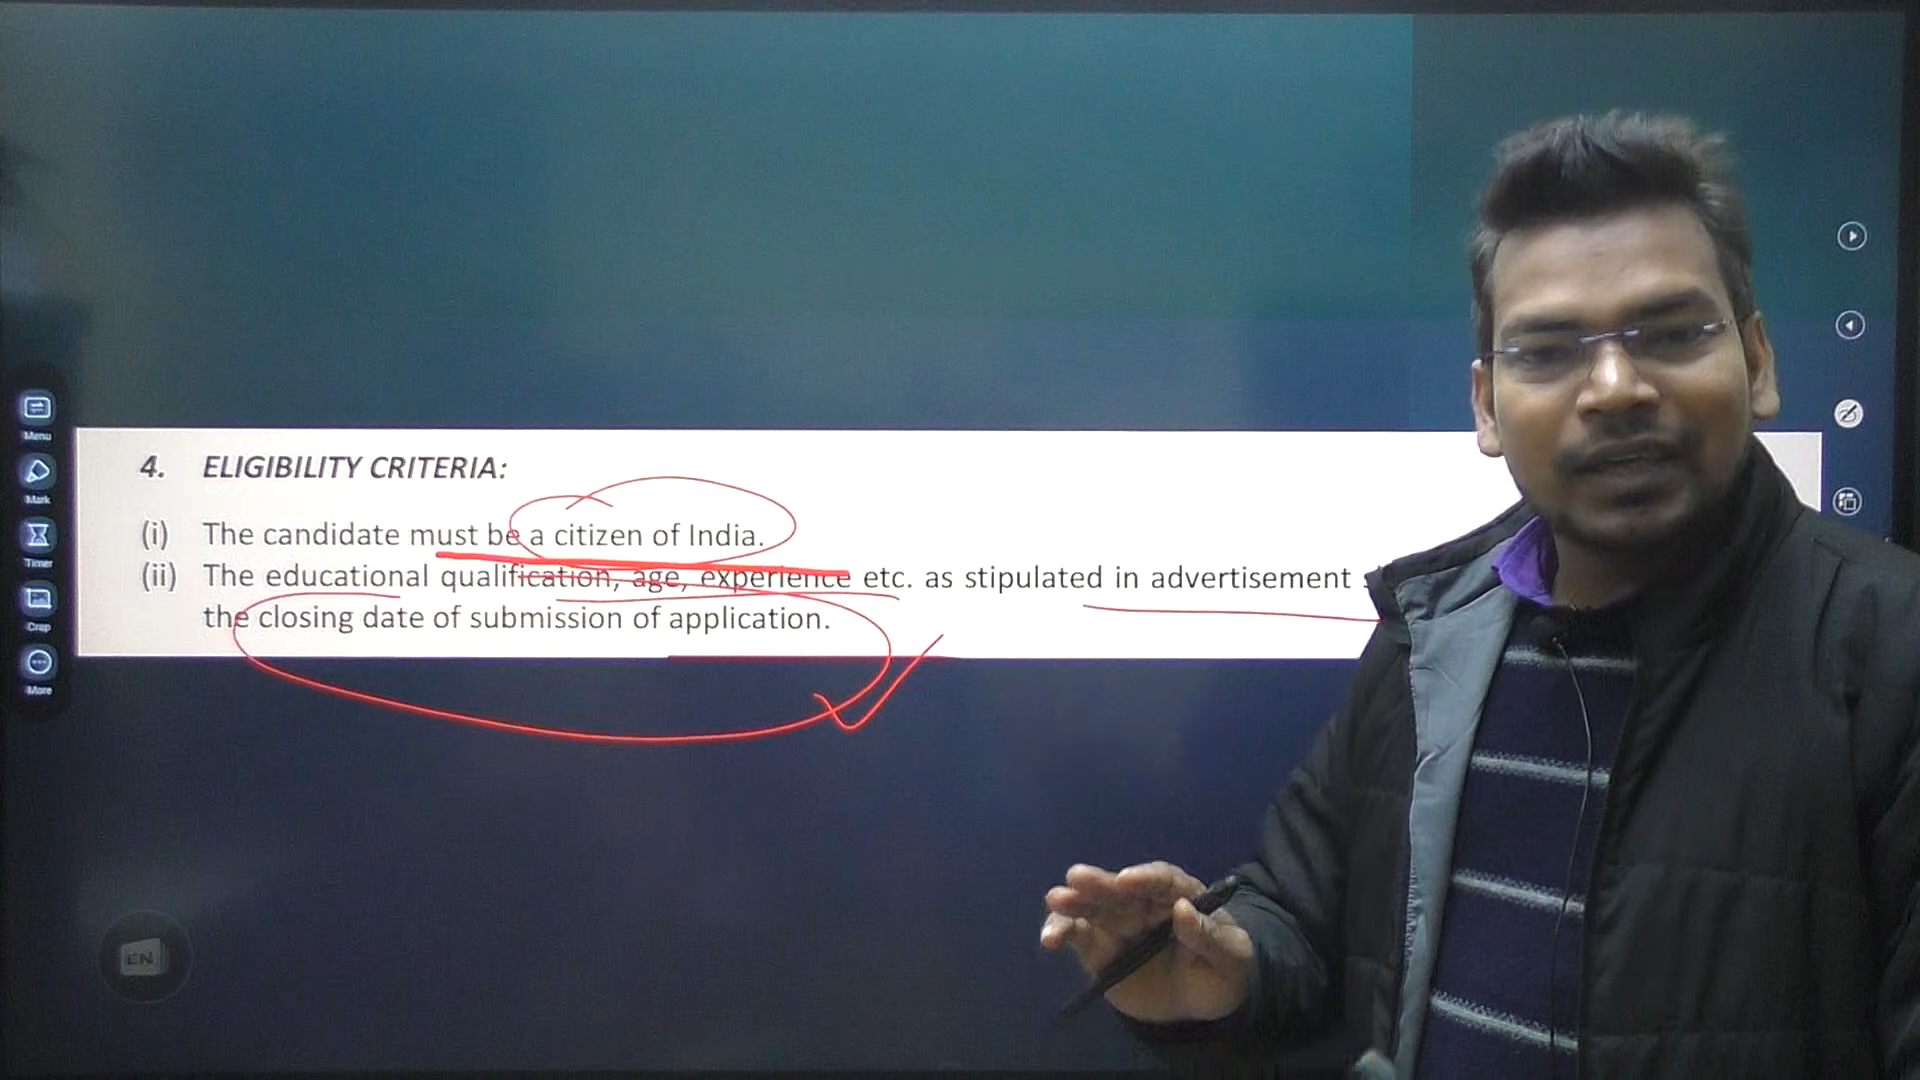 4. ELIGIBILITY CRITERIA:
(i) The candidate must be a citizen of India.
(ii) The educational qualification, age, experience etc. as stipulated in advertisement
the closing date of submission of application.
Menu
Mark
Timer
Crop
More
EN